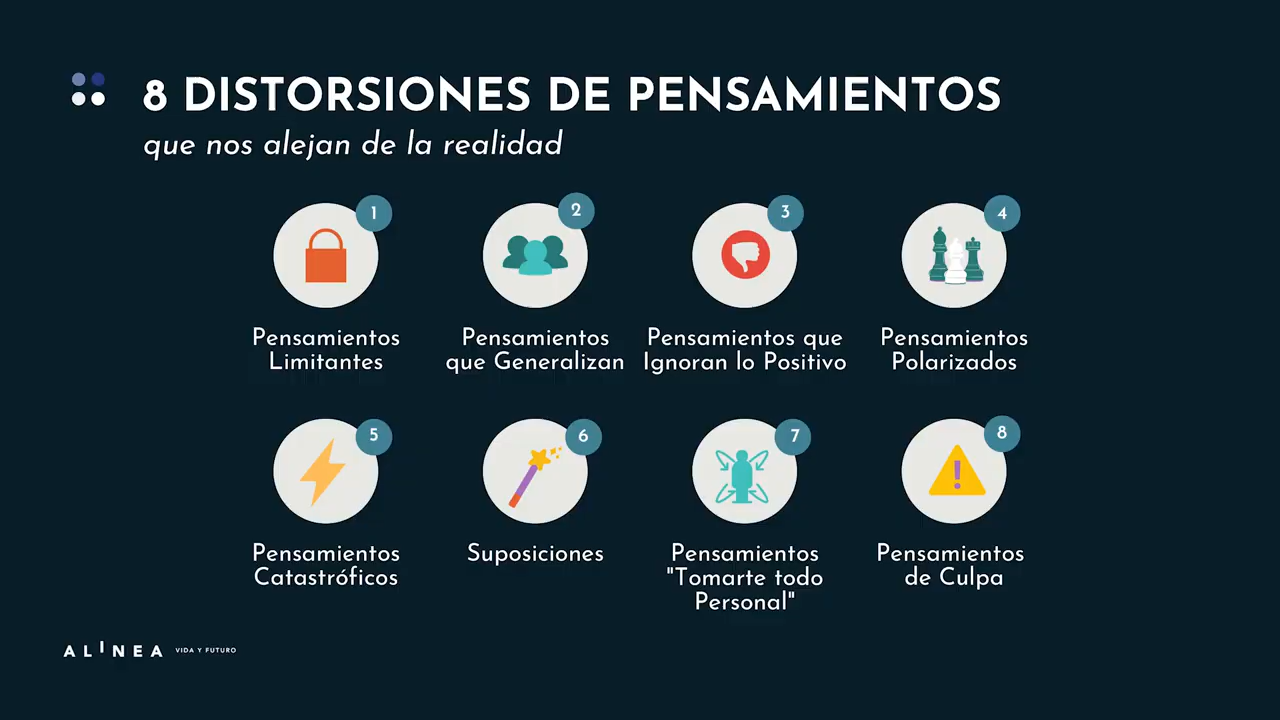 8 DISTORSIONES DE PENSAMIENTOS
que nos alejan de la realidad
1
Pensamientos
Limitantes
2
Pensamientos
que Generalizan
3
Pensamientos que
Ignoran lo Positivo
4
Pensamientos
Polarizados
5
Pensamientos
Catastróficos
6
Suposiciones
7
Pensamientos
"Tomarte todo
Personal"
8
Pensamientos
de Culpa
ALINEA VIDA Y FUTURO